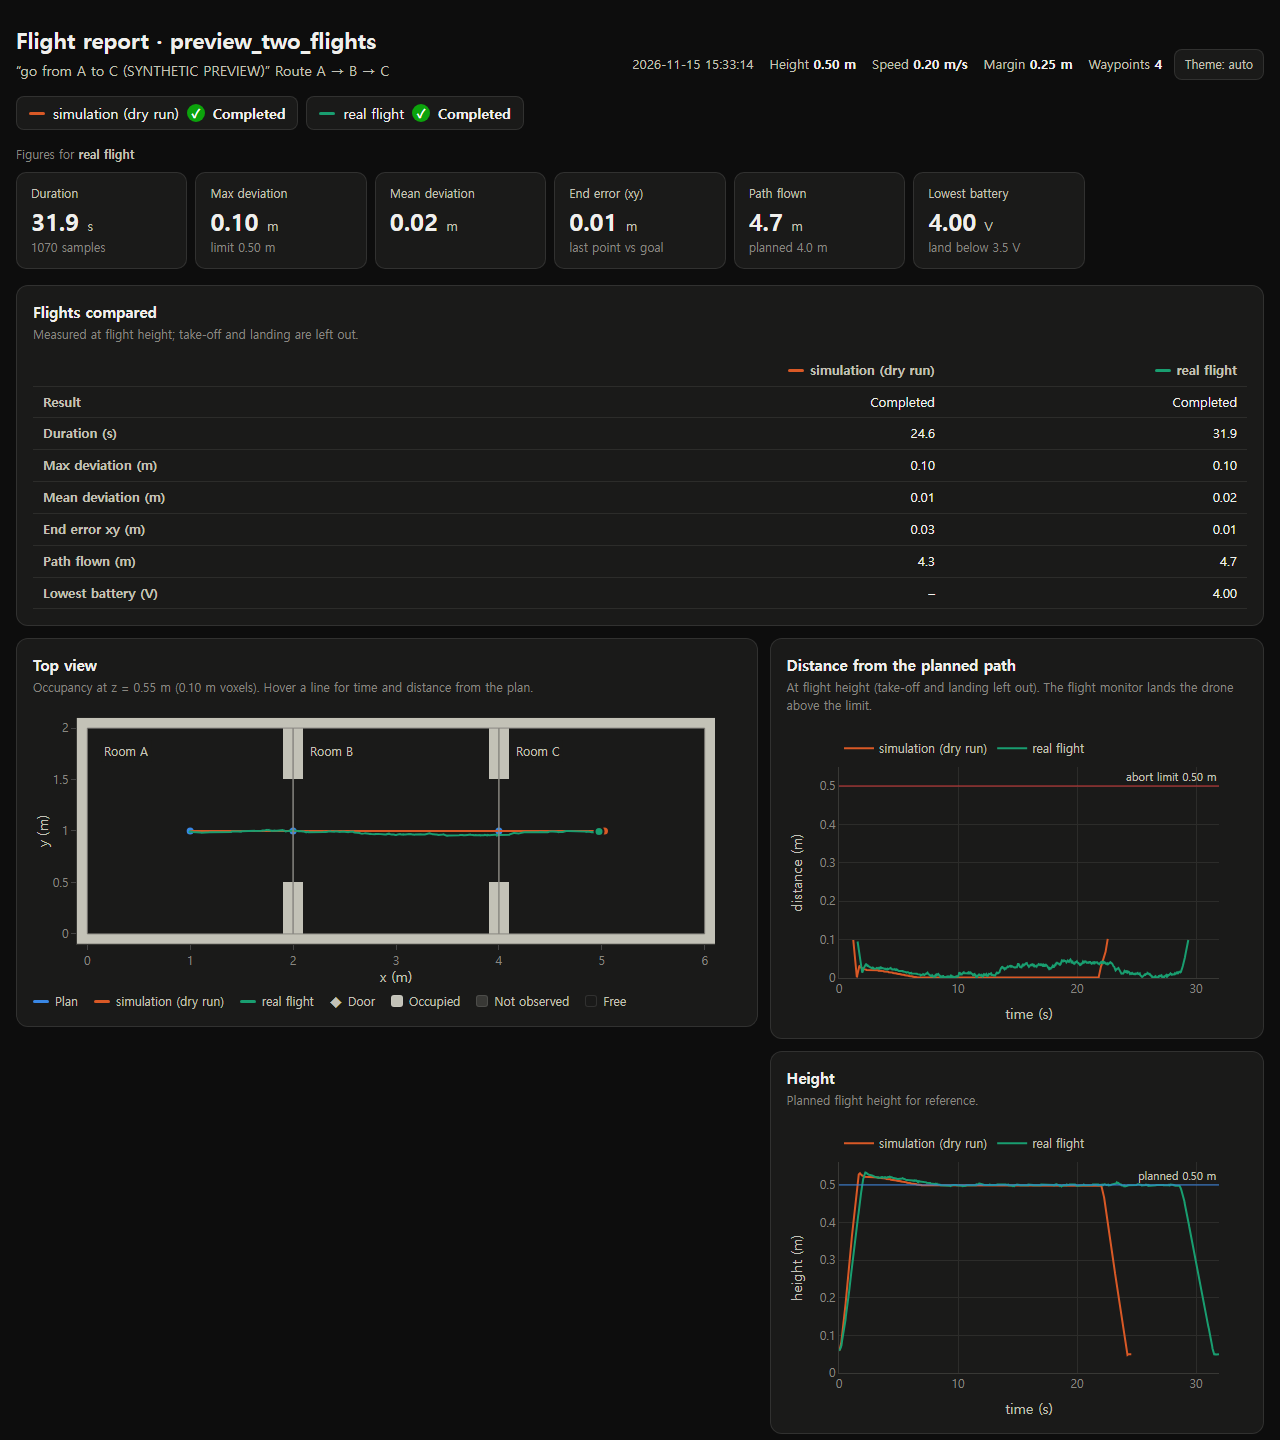 Flight report · preview_two_flights
“go from A to C (SYNTHETIC PREVIEW)” Route A → B → C
2026-11-15 15:33:14 Height 0.50 m Speed 0.20 m/s Margin 0.25 m Waypoints 4 Theme: auto
simulation (dry run) Completed real flight Completed
Figures for real flight
Duration
31.9 s
1070 samples
Max deviation
0.10 m
limit 0.50 m
Mean deviation
0.02 m
End error (xy)
0.01 m
last point vs goal
Path flown
4.7 m
planned 4.0 m
Lowest battery
4.00 V
land below 3.5 V
Flights compared
Measured at flight height; take-off and landing are left out.
simulation (dry run) real flight
Result Completed Completed
Duration (s) 24.6 31.9
Max deviation (m) 0.10 0.10
Mean deviation (m) 0.01 0.02
End error xy (m) 0.03 0.01
Path flown (m) 4.3 4.7
Lowest battery (V) – 4.00
Top view
Occupancy at z = 0.55 m (0.10 m voxels). Hover a line for time and distance from the plan.
2
Room A Room B Room C
1.5
1
0.5
0
y (m)
0 1 2 3 4 5 6
x (m)
Plan simulation (dry run) real flight Door Occupied Not observed Free
Distance from the planned path
At flight height (take-off and landing left out). The flight monitor lands the drone
above the limit.
simulation (dry run) real flight
abort limit 0.50 m
0.5
0.4
0.3
0.2
0.1
0
distance (m)
0 10 20 30
time (s)
Height
Planned flight height for reference.
simulation (dry run) real flight
planned 0.50 m
0.5
0.4
0.3
0.2
0.1
0
height (m)
0 10 20 30
time (s)